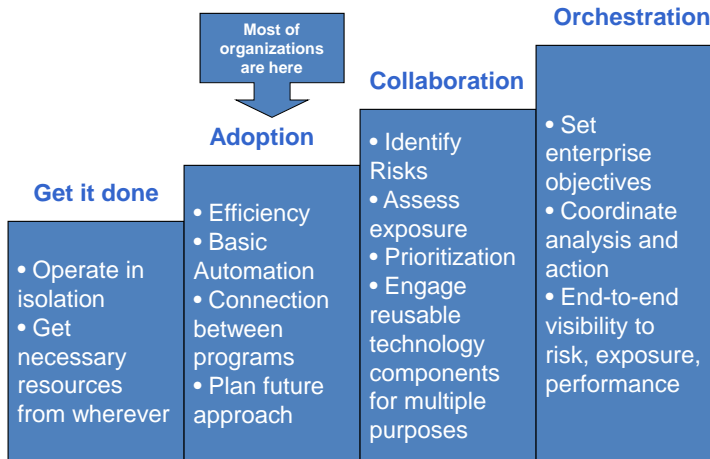 Most of
organizations
are here
Get it done
• Operate in
isolation
• Get
necessary
resources
from wherever
Adoption
• Efficiency
• Basic
Automation
• Connection
between
programs
• Plan future
approach
Collaboration
• Identify
Risks
• Assess
exposure
• Prioritization
• Engage
reusable
technology
components
for multiple
purposes
Orchestration
• Set
enterprise
objectives
• Coordinate
analysis and
action
• End-to-end
visibility to
risk, exposure,
performance